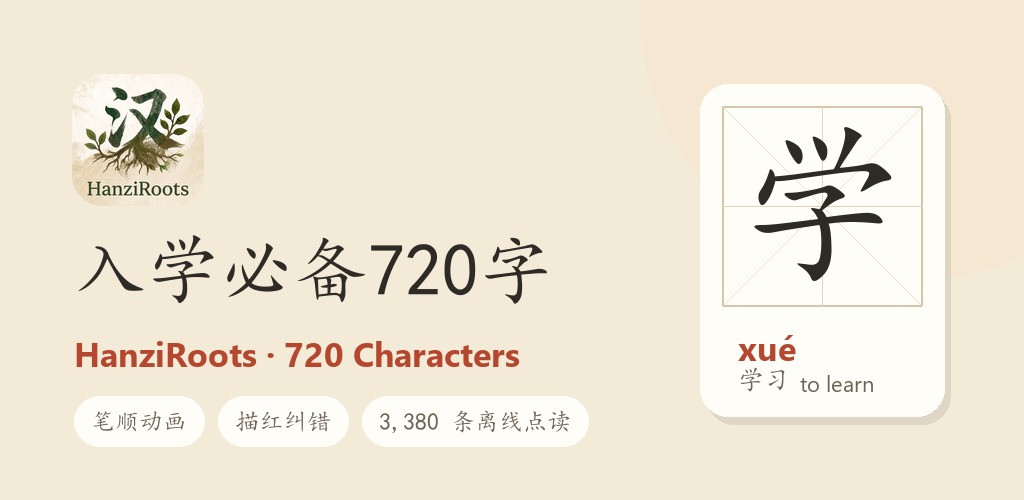 汉
HanziRoots
入学必备720字
HanziRoots · 720 Characters
笔顺动画
描红纠错
3,380 条离线点读
学
xué
学习 to learn